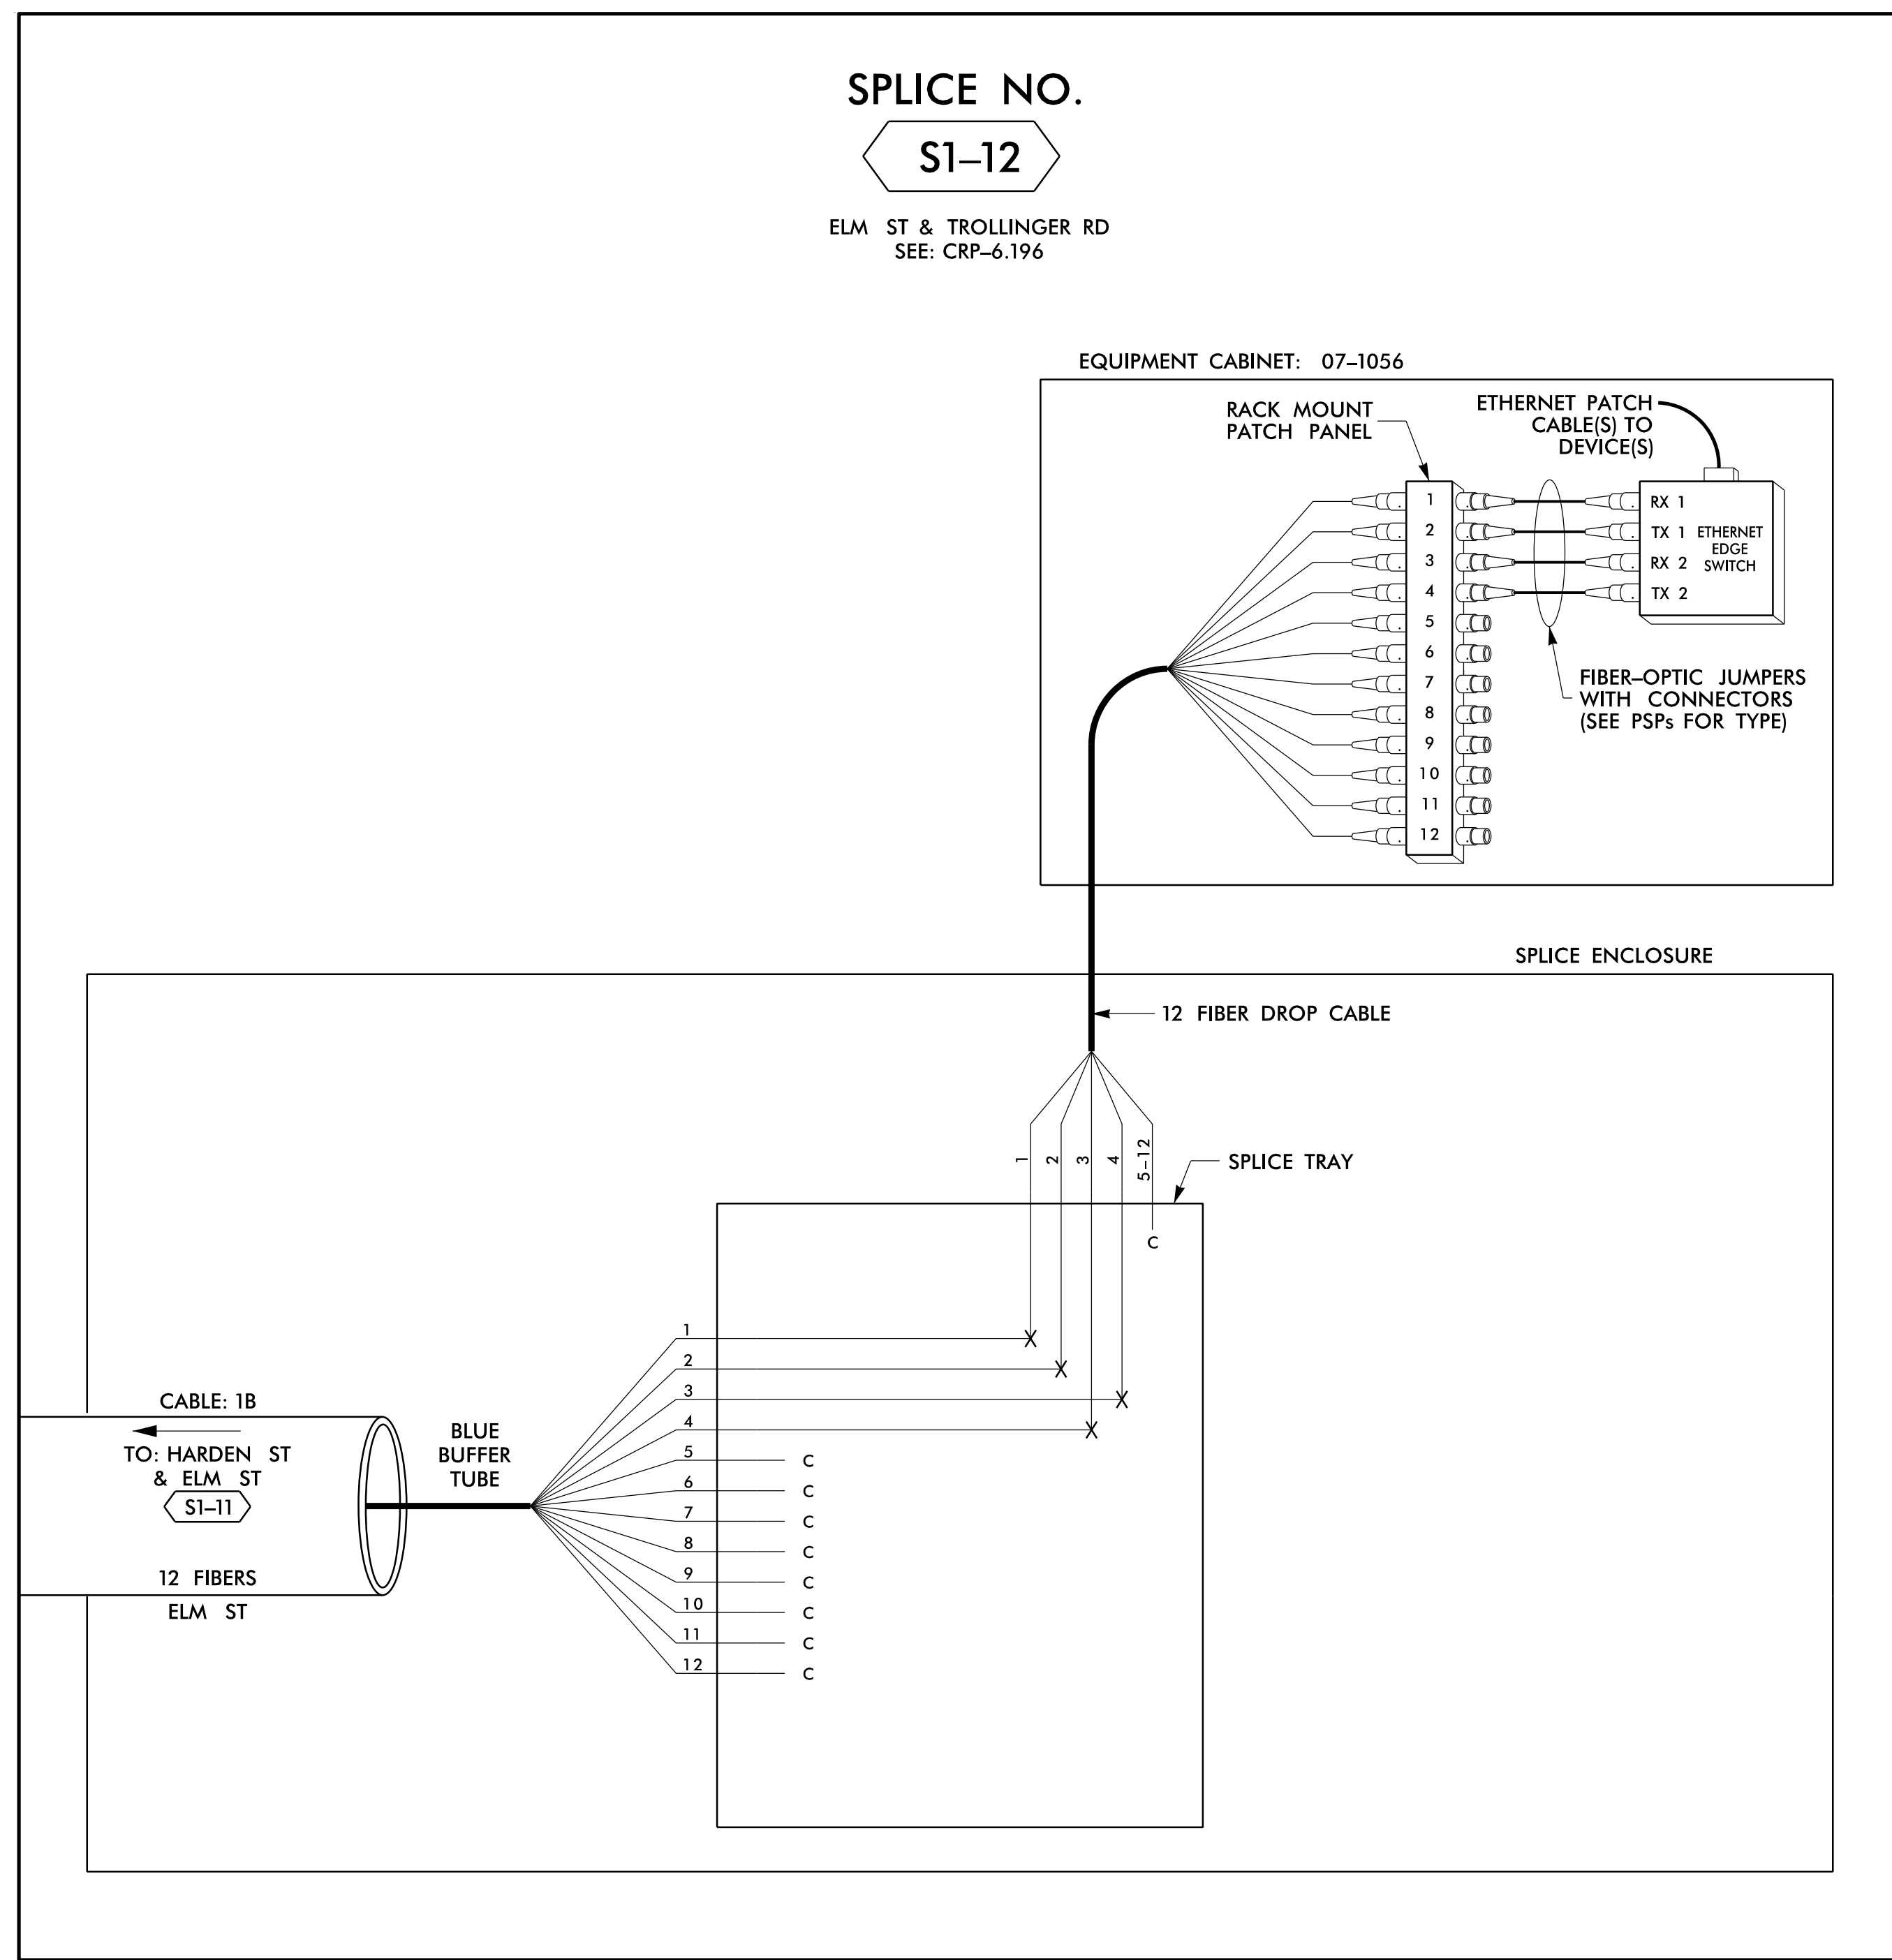 SPLICE NO.
S1–12
ELM ST & TROLLINGER RD
SEE: CRP–6.196
EQUIPMENT CABINET: 07–1056
RACK MOUNT
PATCH PANEL
ETHERNET PATCH
CABLE(S) TO
DEVICE(S)
1
2
3
4
5
6
7
8
9
10
11
12
RX 1
TX 1
RX 2
TX 2
ETHERNET
EDGE
SWITCH
FIBER–OPTIC JUMPERS
WITH CONNECTORS
(SEE PSPs FOR TYPE)
SPLICE ENCLOSURE
12 FIBER DROP CABLE
1
2
3
4
5–12
SPLICE TRAY
C
CABLE: 1B
TO: HARDEN ST
& ELM ST
S1–11
12 FIBERS
ELM ST
BLUE
BUFFER
TUBE
1
2
3
4
5 C
6 C
7 C
8 C
9 C
10 C
11 C
12 C